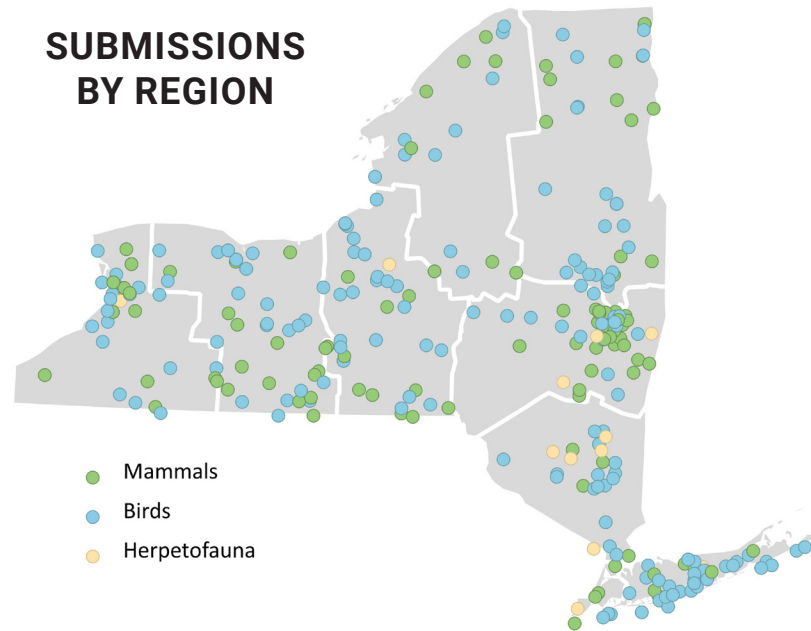 SUBMISSIONS
BY REGION
Mammals
Birds
Herpetofauna